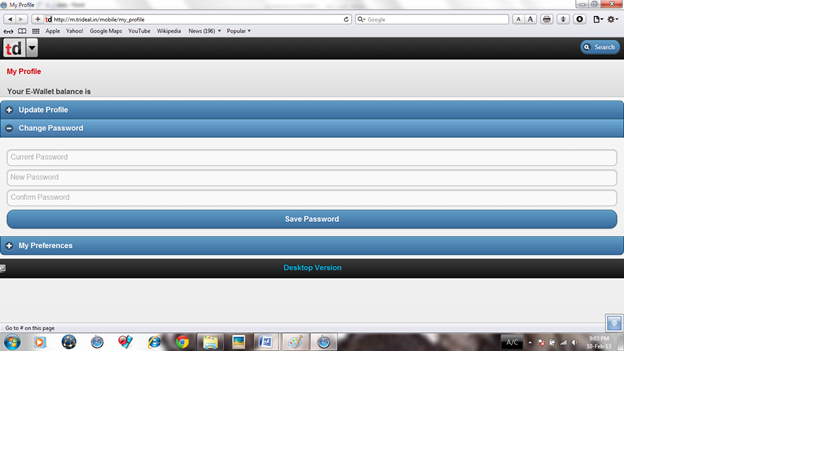 My Profile
http://m.trideal.in/mobile/my_profile
Google
A A
Apple Yahoo! Google Maps YouTube Wikipedia News (196) Popular
td
Search
My Profile
Your E-Wallet balance is
Update Profile
Change Password
Current Password
New Password
Confirm Password
Save Password
My Preferences
Desktop Version
Go to # on this page
A/C
9:03 PM
10-Feb-13